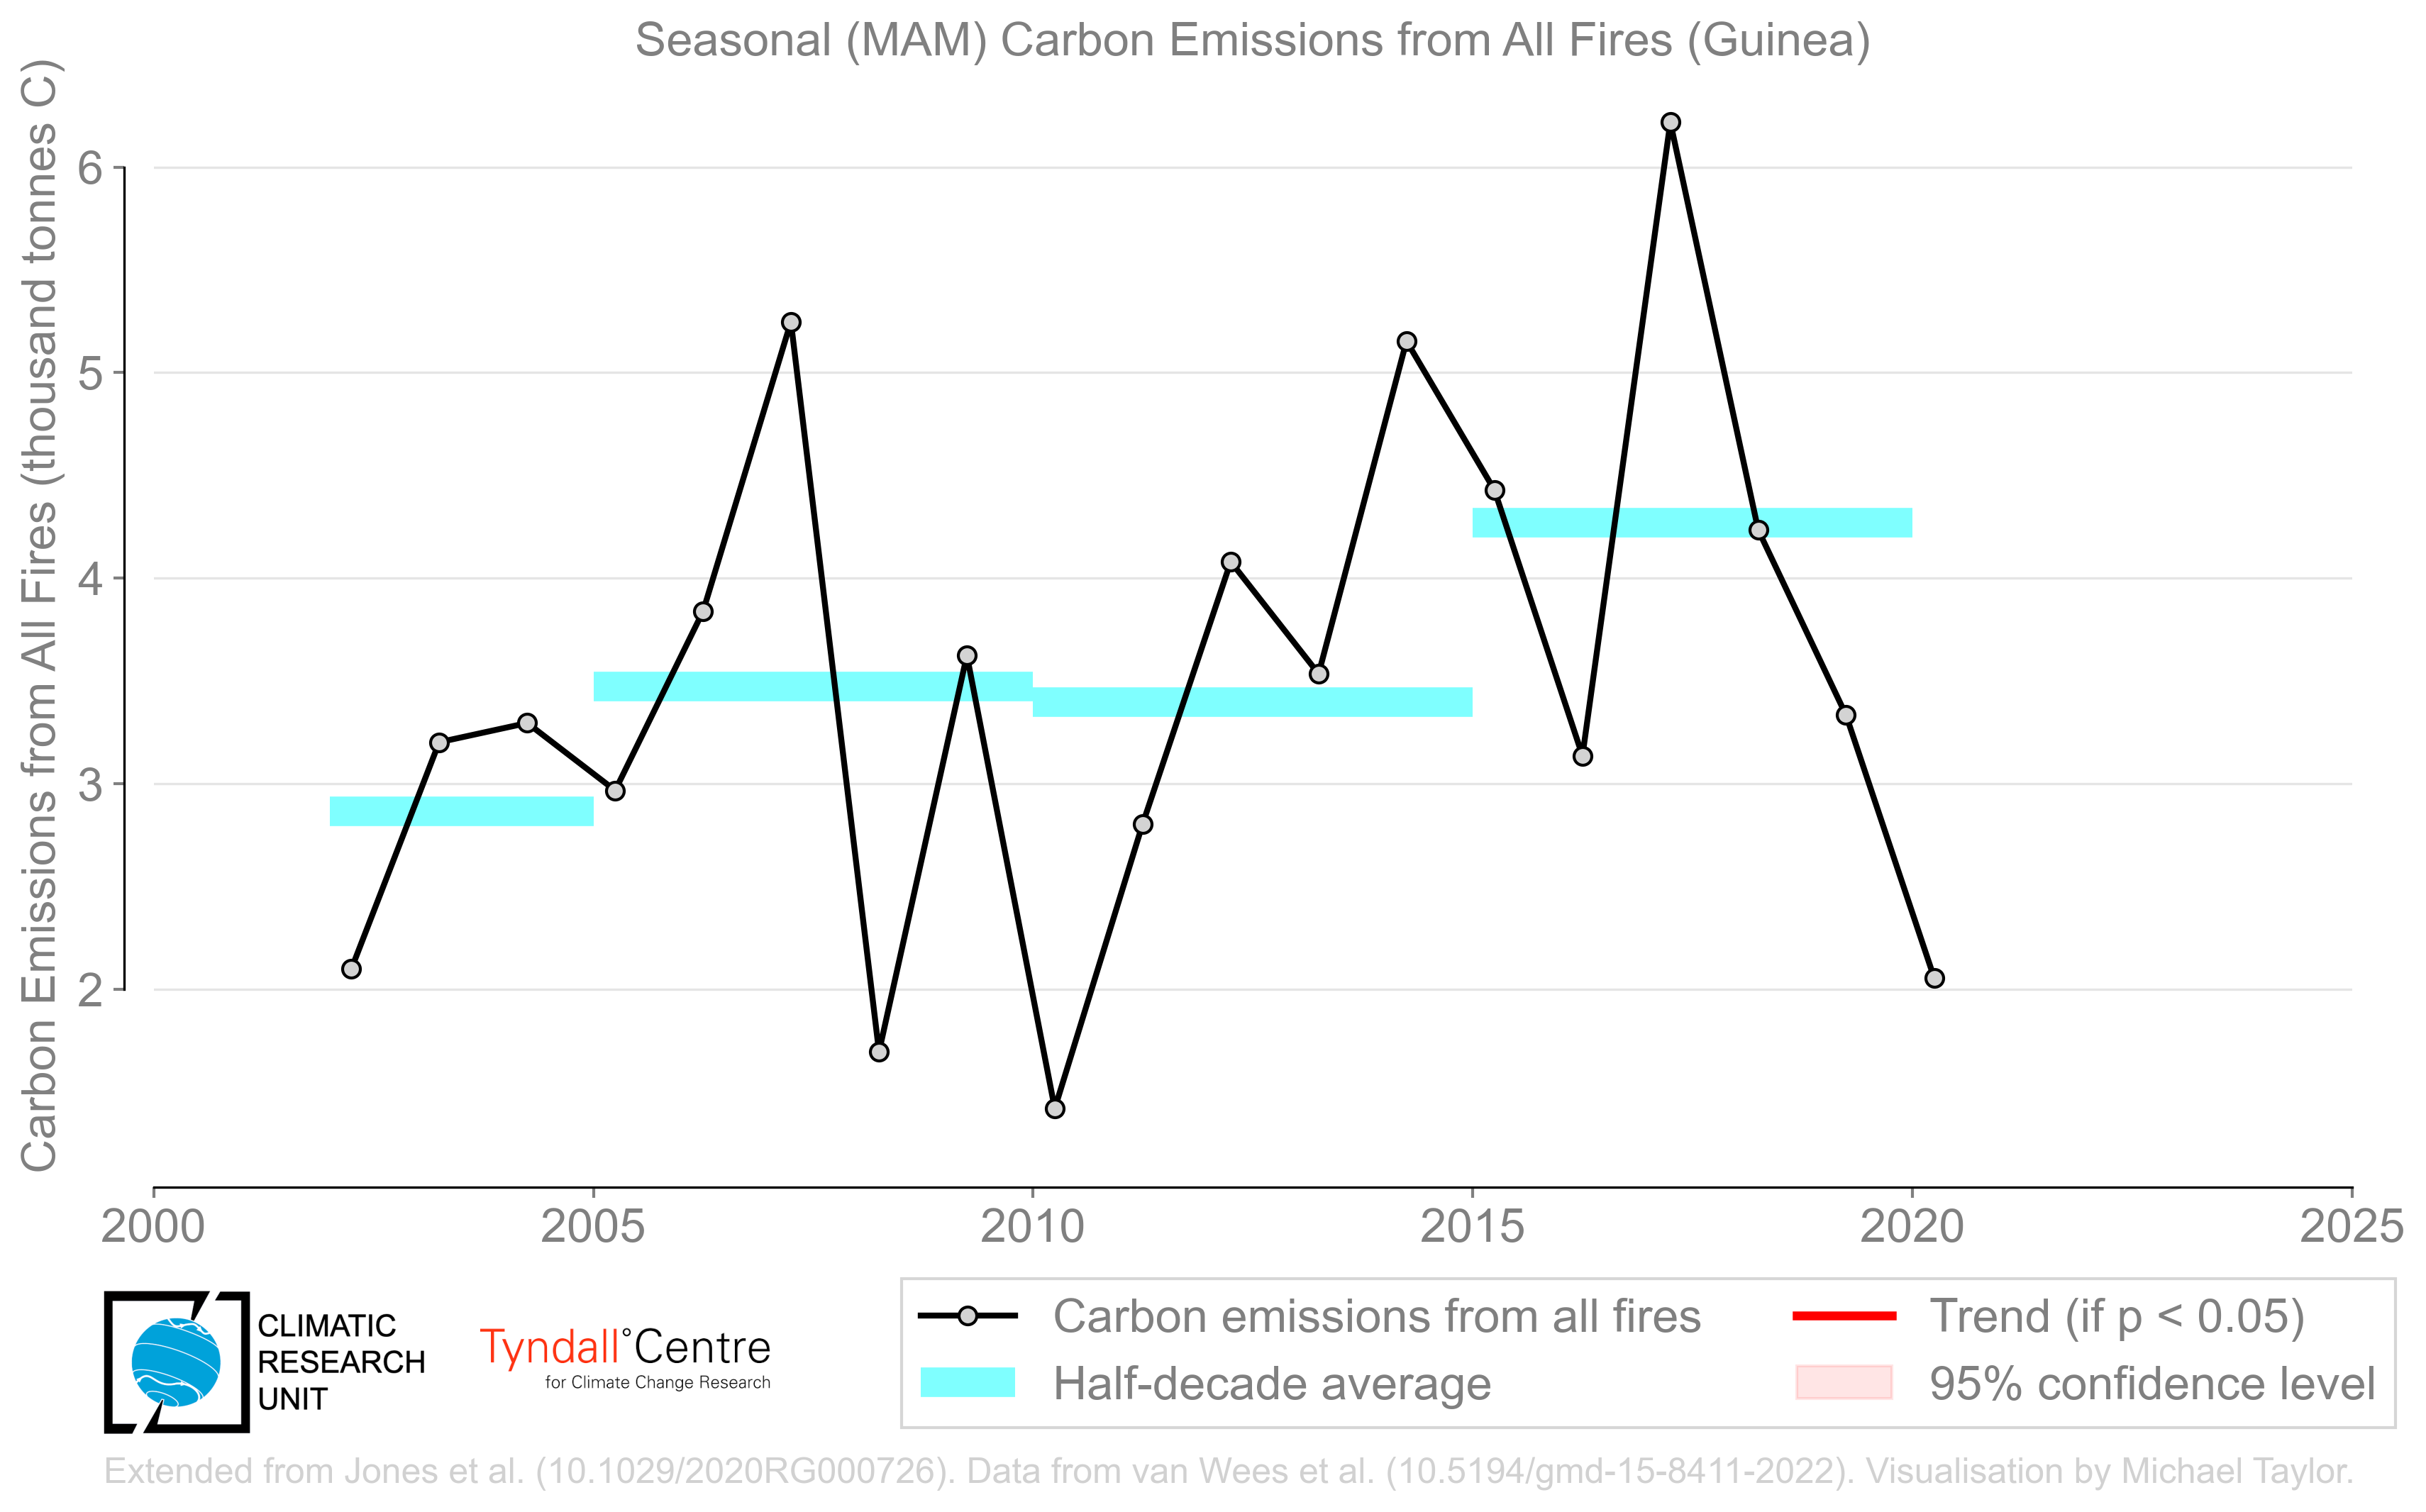 Seasonal (MAM) Carbon Emissions from All Fires (Guinea)
Carbon Emissions from All Fires (thousand tonnes C)
6
5
4
3
2
2000 2005 2010 2015 2020 2025
CLIMATIC
RESEARCH
UNIT
Tyndall°Centre
for Climate Change Research
Carbon emissions from all fires
Half-decade average
Trend (if p < 0.05)
95% confidence level
Extended from Jones et al. (10.1029/2020RG000726). Data from van Wees et al. (10.5194/gmd-15-8411-2022). Visualisation by Michael Taylor.